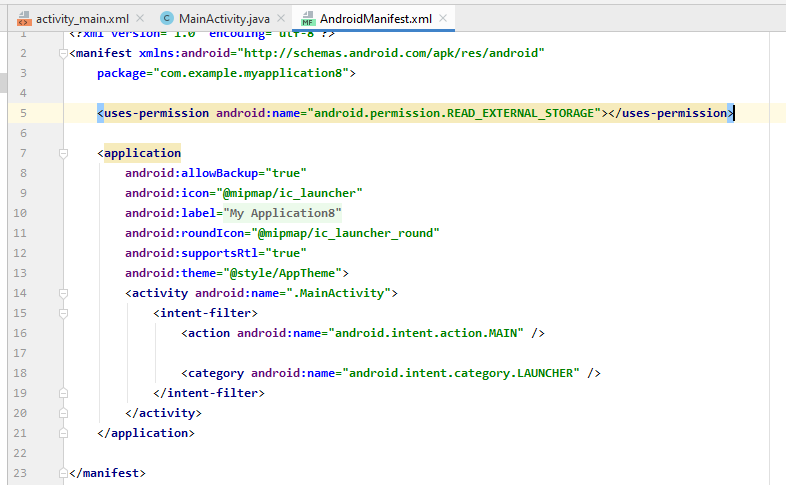 activity_main.xml MainActivity.java AndroidManifest.xml
1 <?xml version="1.0" encoding="utf-8"?>
2 <manifest xmlns:android="http://schemas.android.com/apk/res/android"
3 package="com.example.myapplication8">
4
5 <uses-permission android:name="android.permission.READ_EXTERNAL_STORAGE"></uses-permission>
6
7 <application
8 android:allowBackup="true"
9 android:icon="@mipmap/ic_launcher"
10 android:label="My Application8"
11 android:roundIcon="@mipmap/ic_launcher_round"
12 android:supportsRtl="true"
13 android:theme="@style/AppTheme">
14 <activity android:name=".MainActivity">
15 <intent-filter>
16 <action android:name="android.intent.action.MAIN" />
17
18 <category android:name="android.intent.category.LAUNCHER" />
19 </intent-filter>
20 </activity>
21 </application>
22
23 </manifest>